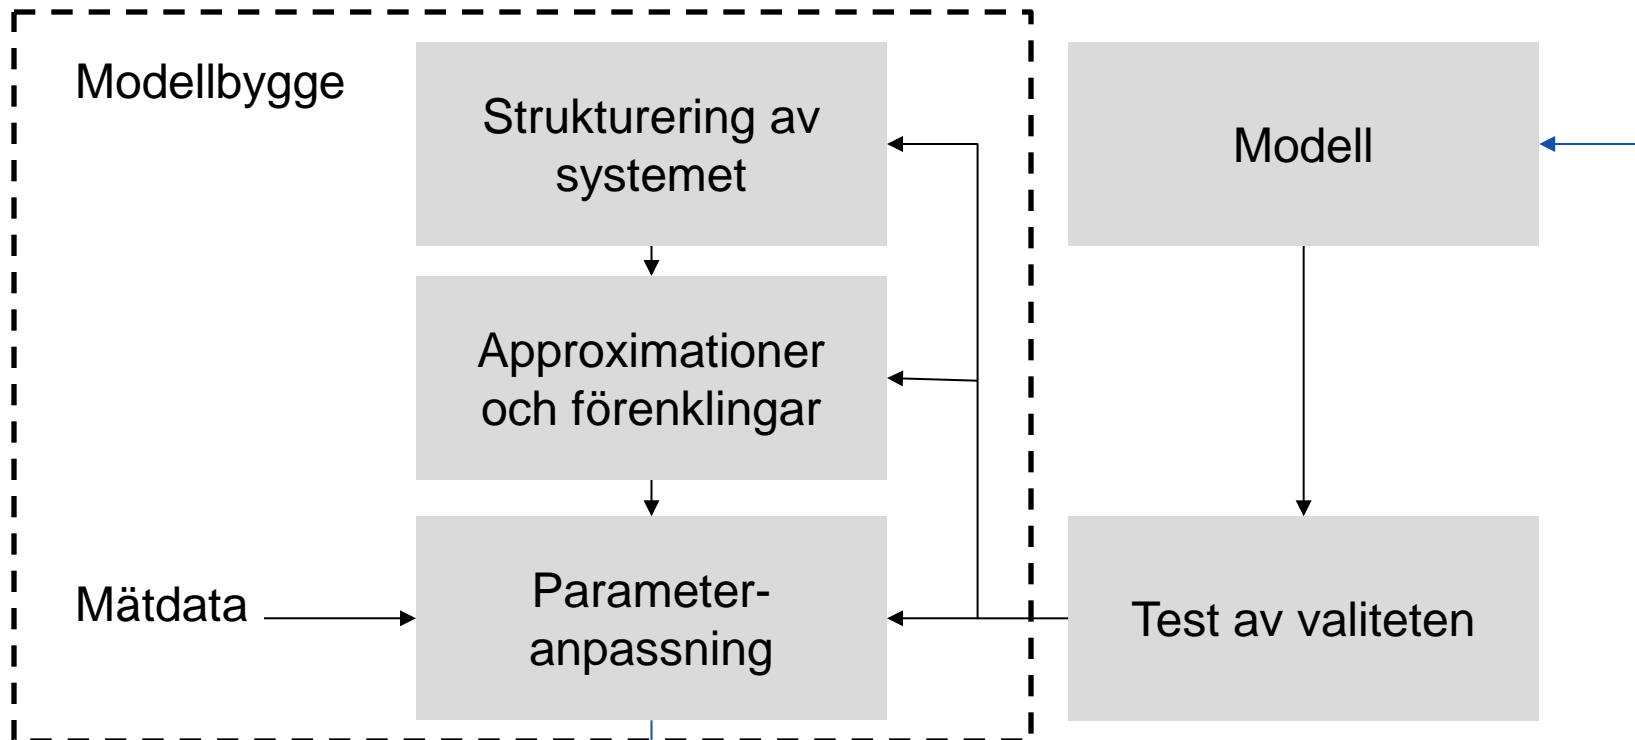 Modellbygge
Strukturering av
systemet
Modell
Approximationer
och förenklingar
Mätdata
Parameter-
anpassning
Test av valiteten